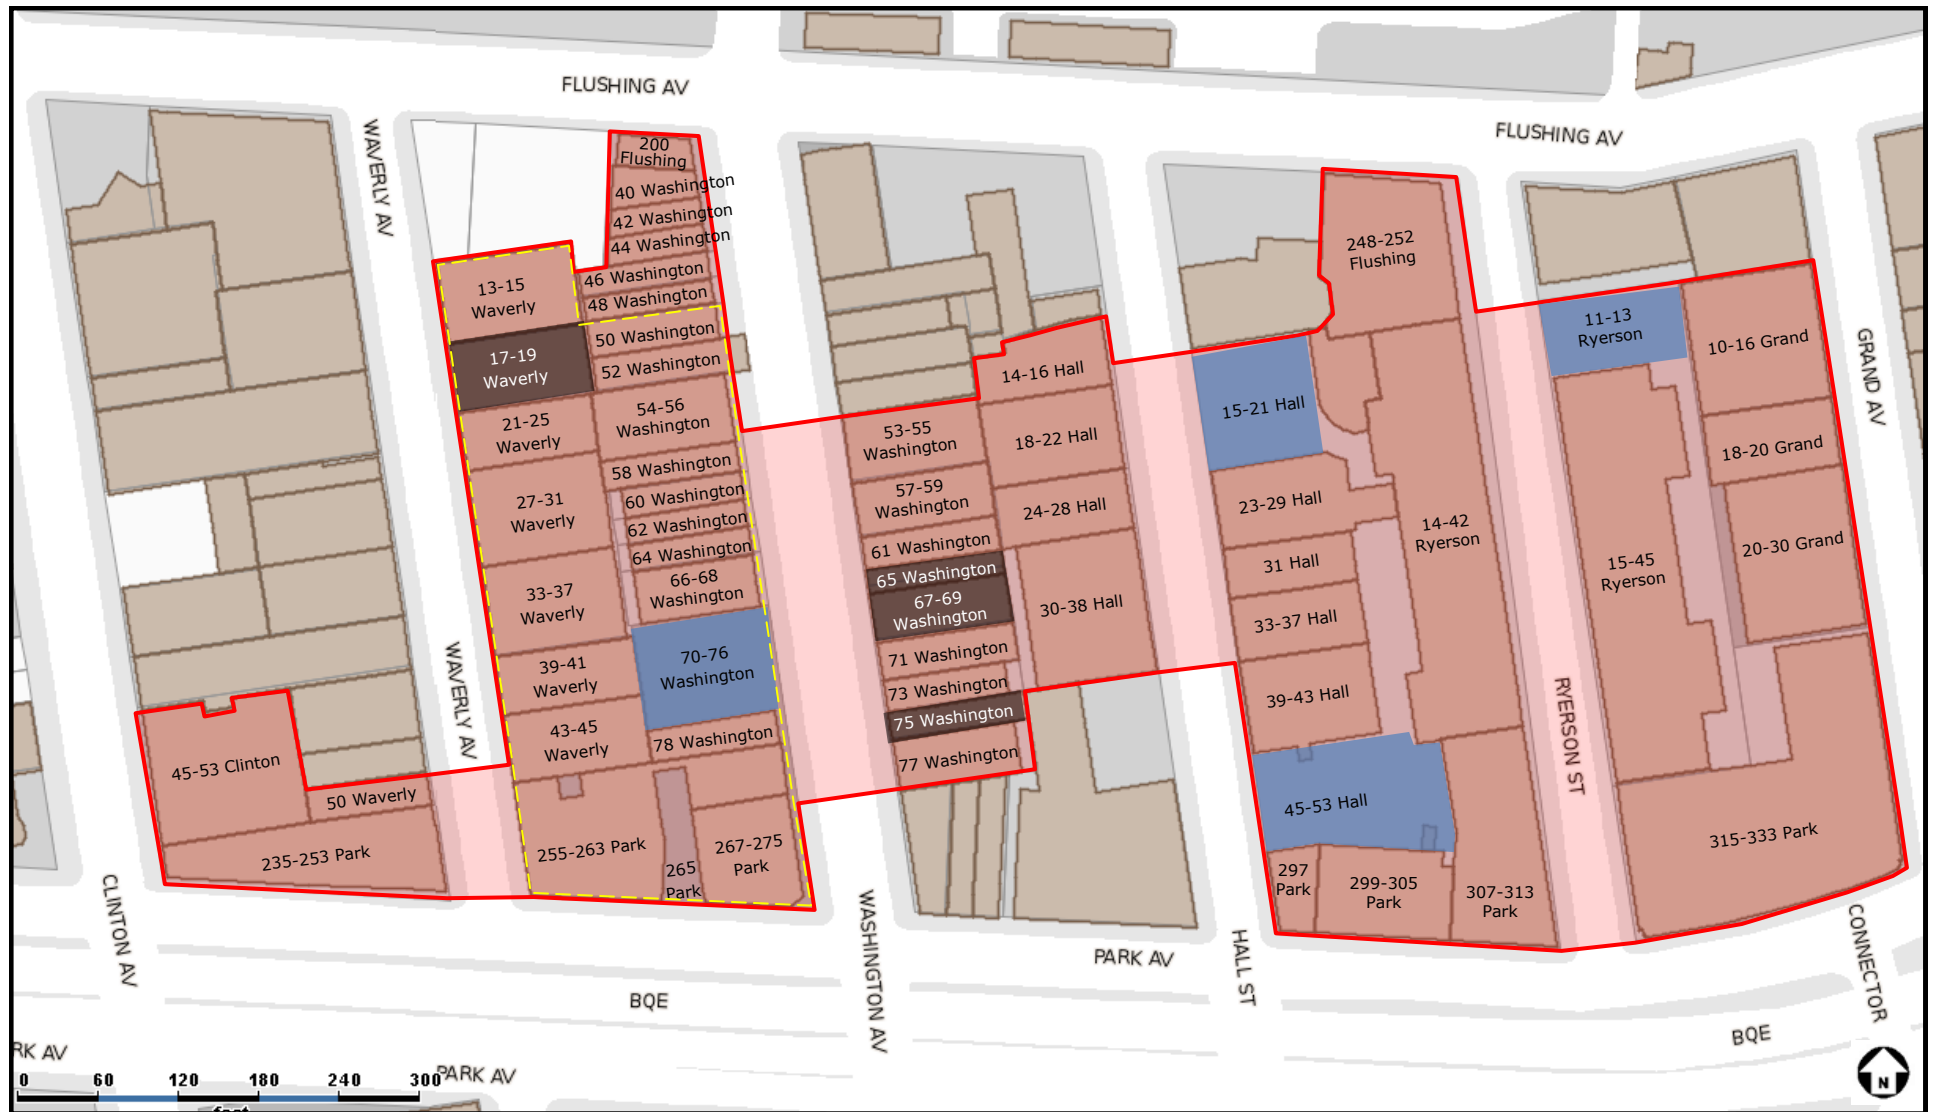 FLUSHING AV
FLUSHING AV
WAVERLY AV
200
Flushing
40 Washington
42 Washington
44 Washington
46 Washington
48 Washington
13-15
Waverly
50 Washington
17-19
Waverly
52 Washington
21-25
Waverly
54-56
Washington
58 Washington
27-31
Waverly
60 Washington
62 Washington
64 Washington
33-37
Waverly
66-68
Washington
39-41
Waverly
70-76
Washington
43-45
Waverly
78 Washington
WAVERLY AV
45-53 Clinton
50 Waverly
235-253 Park
255-263 Park
265
Park
267-275
Park
53-55
Washington
57-59
Washington
61 Washington
65 Washington
67-69
Washington
71 Washington
73 Washington
75 Washington
77 Washington
14-16 Hall
18-22 Hall
24-28 Hall
30-38 Hall
248-252
Flushing
15-21 Hall
23-29 Hall
31 Hall
33-37 Hall
39-43 Hall
45-53 Hall
14-42
Ryerson
297
Park
299-305
Park
307-313
Park
11-13
Ryerson
10-16 Grand
18-20 Grand
20-30 Grand
15-45
Ryerson
315-333 Park
GRAND AV
RYERSON ST
CLINTON AV
WASHINGTON AV
HALL ST
CONNECTOR
PARK AV
BQE
BQE
RK AV
PARK AV
0 60 120 180 240 300
feet
N